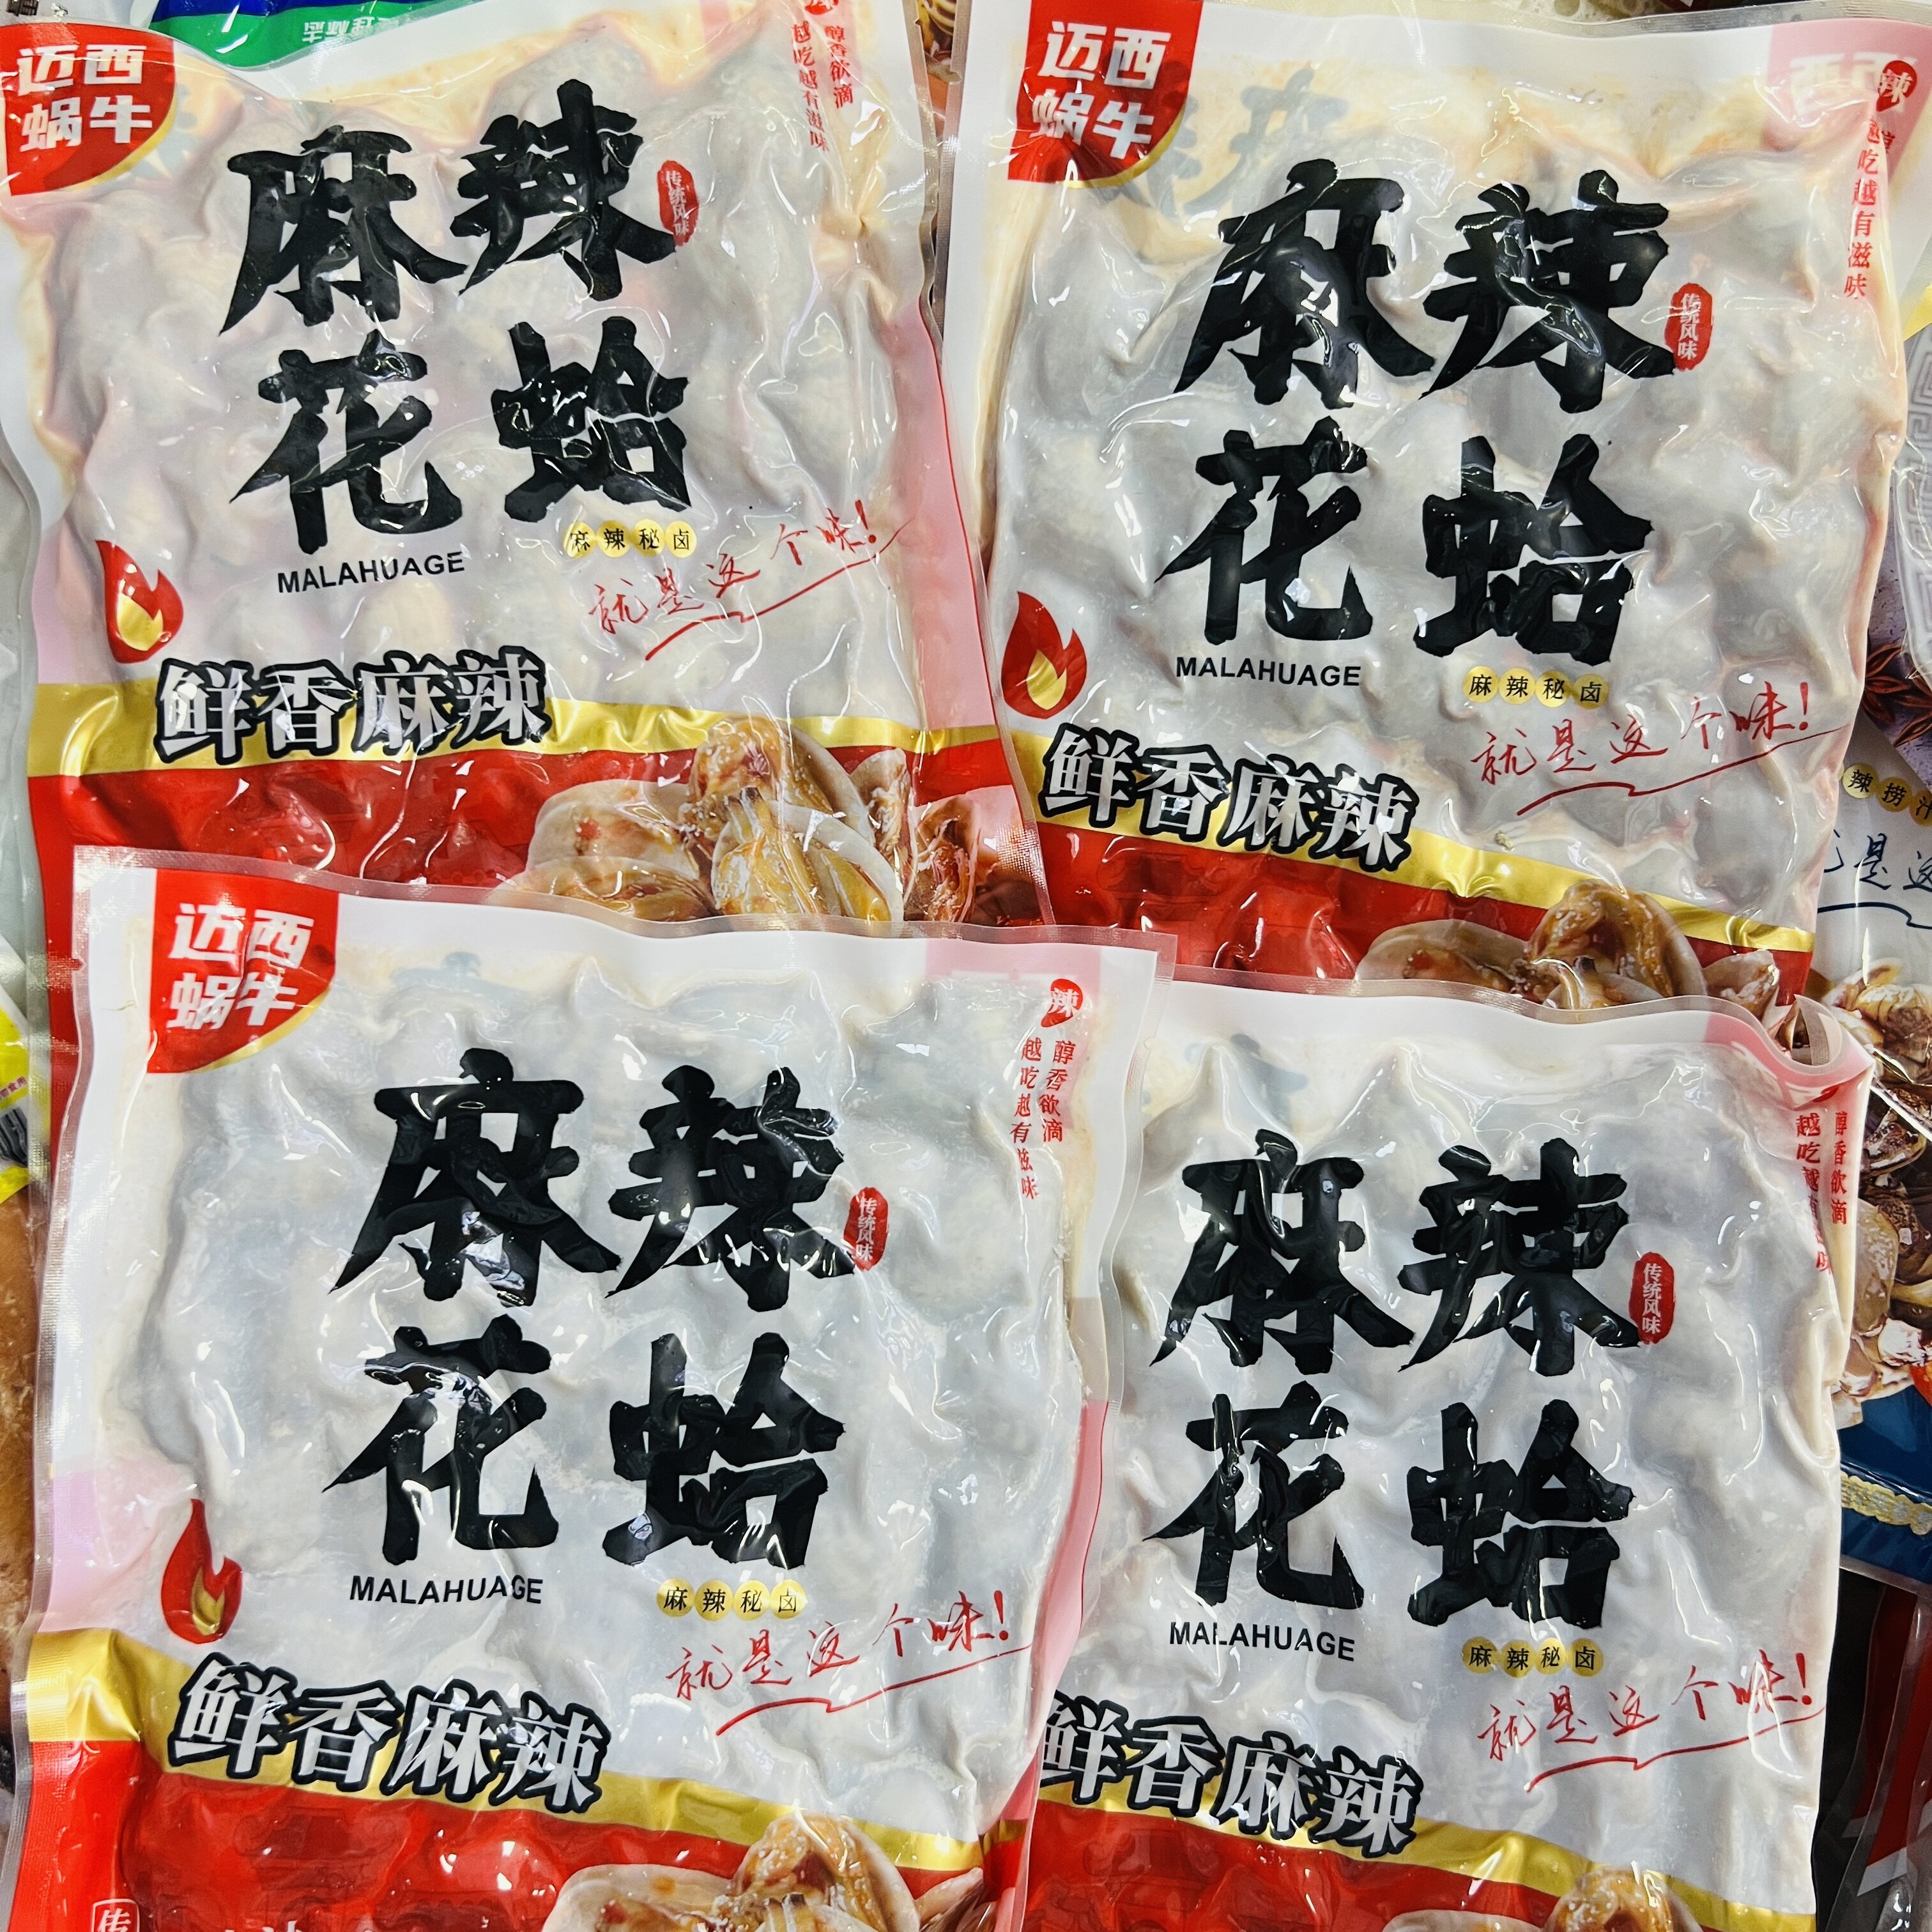 迈西
蜗牛
醇香欲滴
越吃越有滋味
麻辣
传统风味
花蛤
麻辣秘卤
MALAHUAGE
就是这个味!
鲜香麻辣
迈西
蜗牛
辣
越吃越有滋味
麻辣
传统风味
花蛤
MALAHUAGE
麻辣秘卤
就是这个味!
鲜香麻辣
辣捞
是这
迈西
蜗牛
辣
醇香欲滴
越吃越有滋味
麻辣
传统风味
花蛤
MALAHUAGE
麻辣秘卤
就是这个味!
鲜香麻辣
传
醇香欲滴
越吃越有
麻辣
传统风味
花蛤
MALAHUAGE
麻辣秘卤
就是这个味!
鲜香麻辣